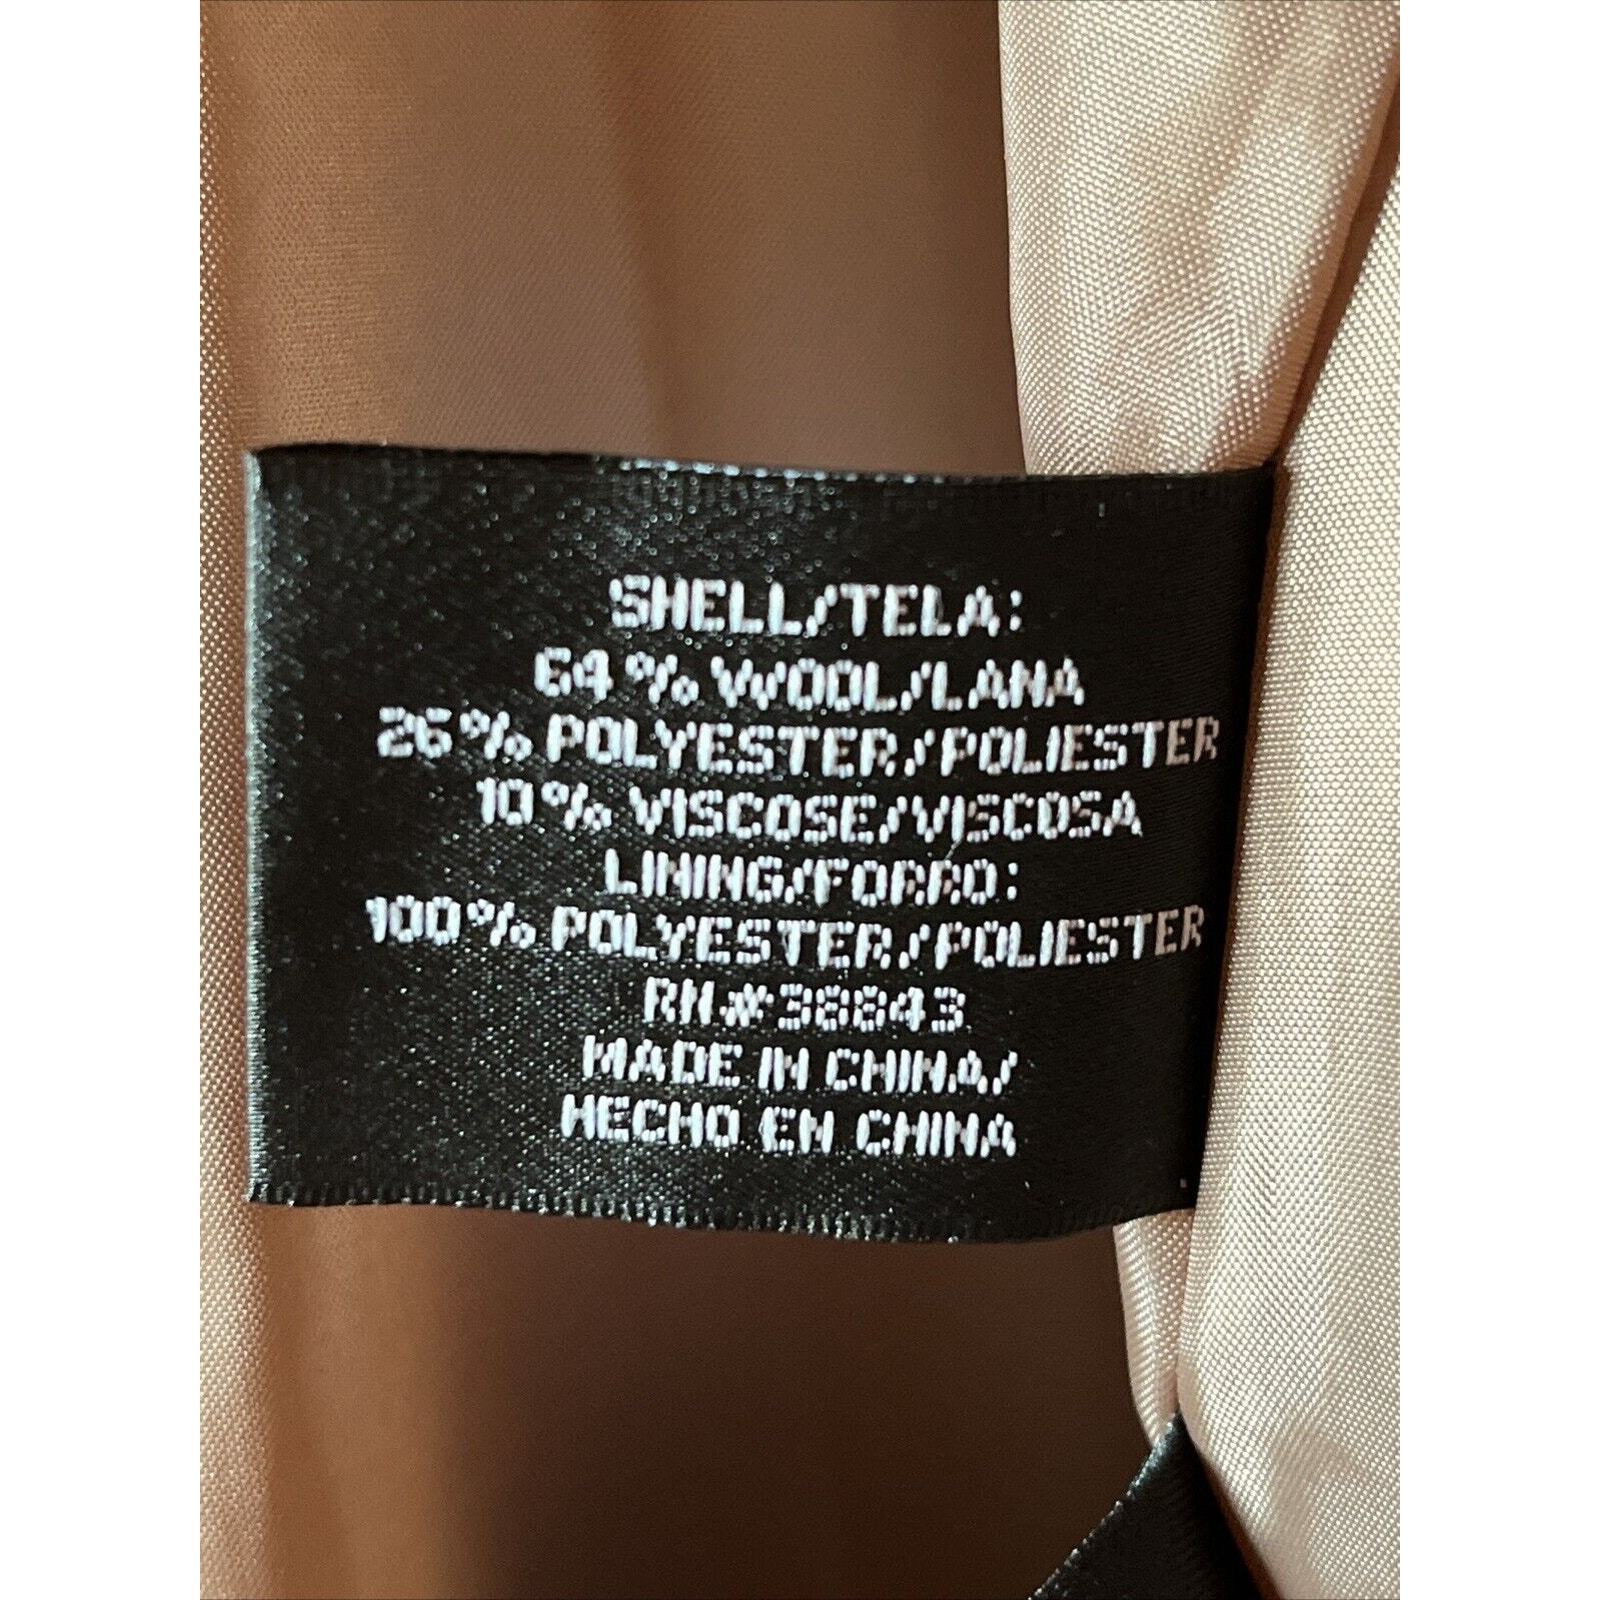 SHELL/TELA:
64% WOOL/LANA
26% POLYESTER/POLIESTER
10% VISCOSE/VISCOSA
LINING/FORRO:
100% POLYESTER/POLIESTER
RN#38843
MADE IN CHINA/
HECHO EN CHINA